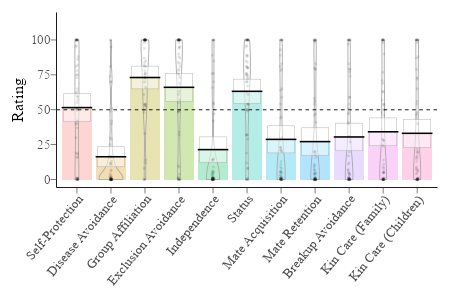 Rating
100
75
50
25
0
Self-Protection
Disease Avoidance
Group Affiliation
Exclusion Avoidance
Independence
Status
Mate Acquisition
Mate Retention
Breakup Avoidance
Kin Care (Family)
Kin Care (Children)